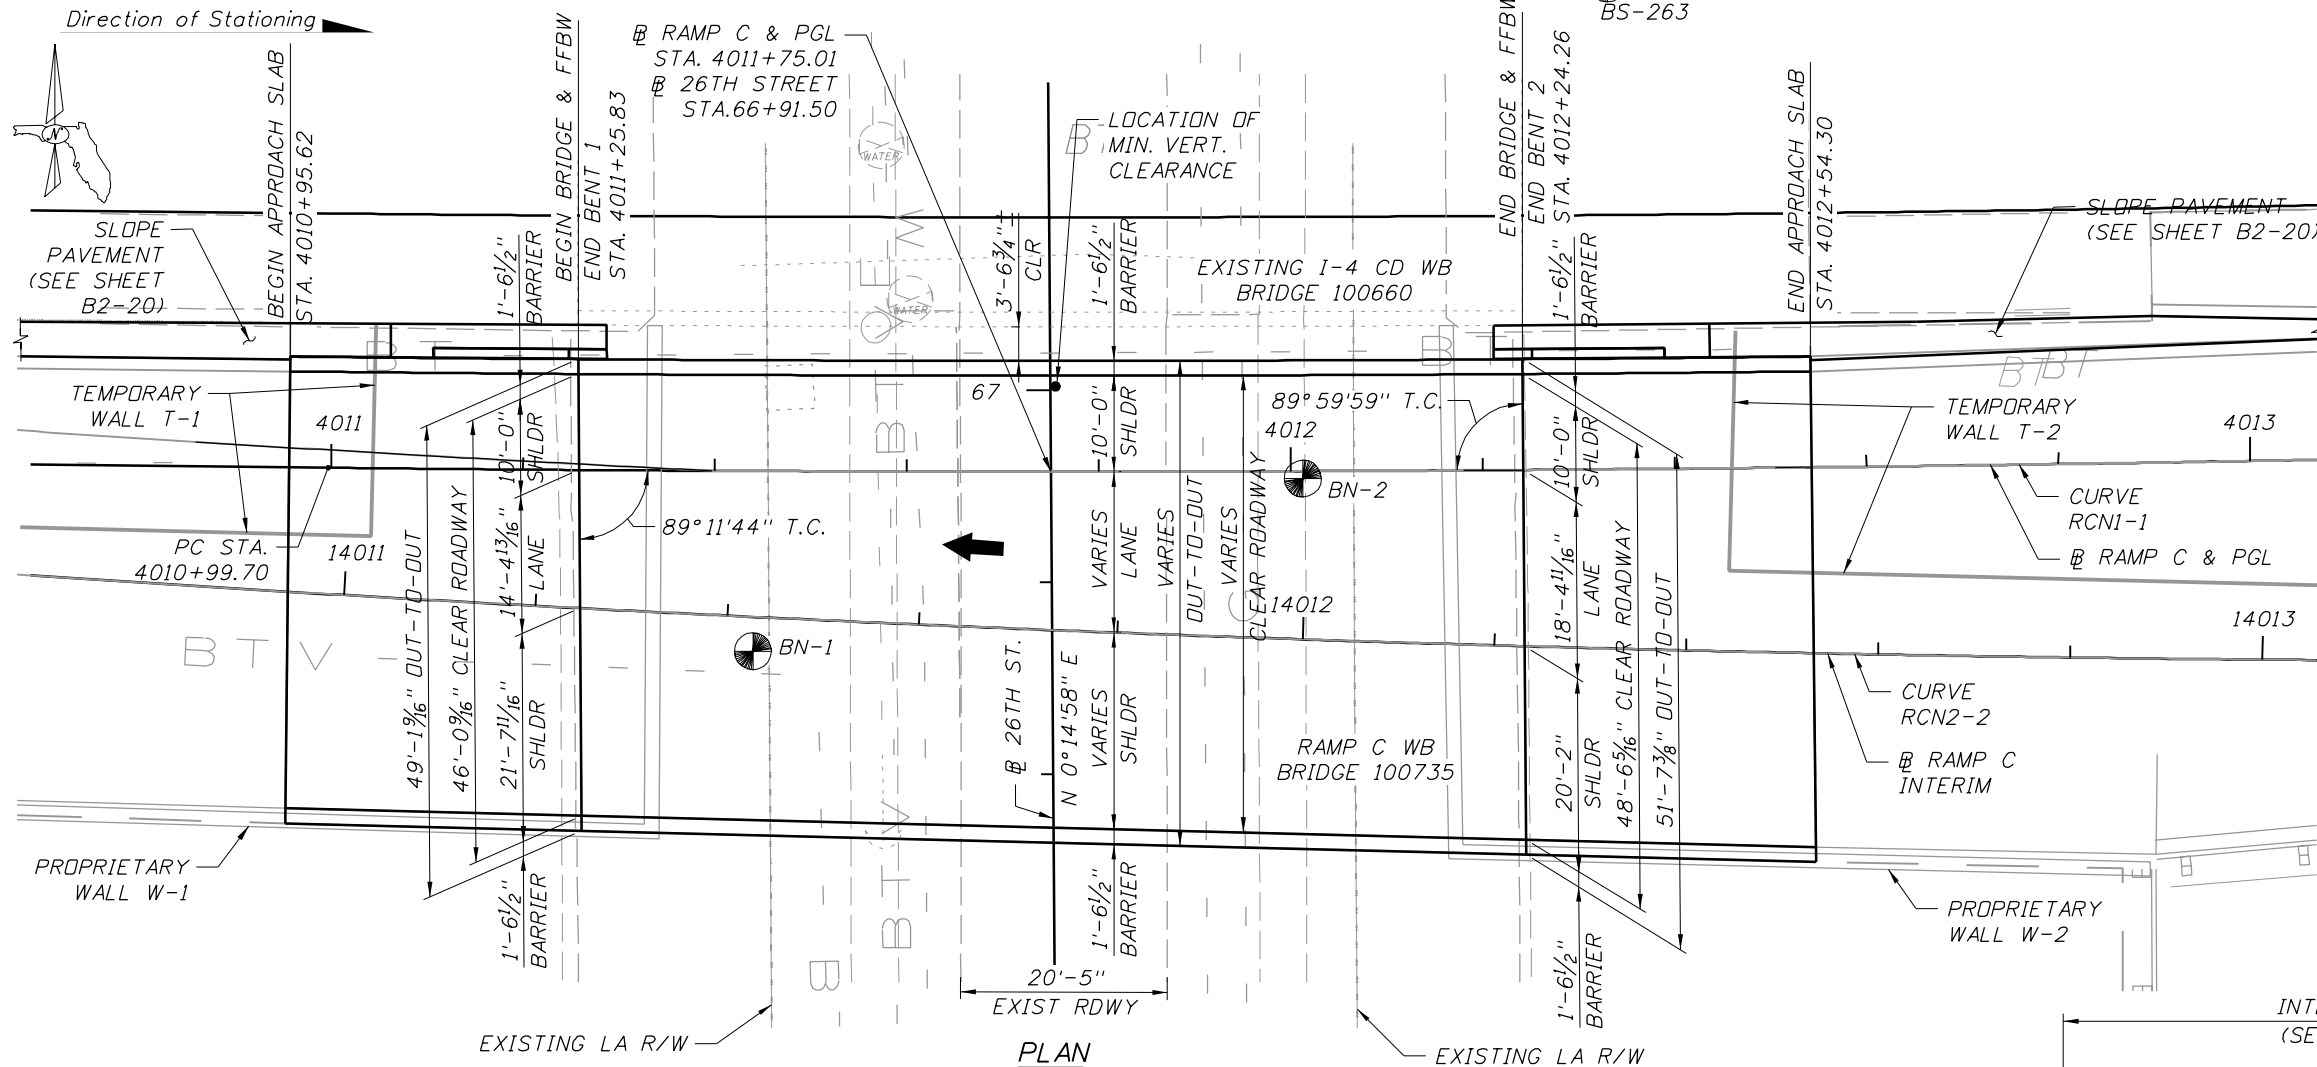 Direction of Stationing
N
BEGIN APPROACH SLAB
STA. 4010+95.62
BEGIN BRIDGE & FFBW
END BENT 1
STA. 4011+25.83
℄ RAMP C & PGL
STA. 4011+75.01
℄ 26TH STREET
STA.66+91.50
LOCATION OF
MIN. VERT.
CLEARANCE
END BRIDGE & FFBW
END BENT 2
STA. 4012+24.26
BS-263
END APPROACH SLAB
STA. 4012+54.30
SLOPE
PAVEMENT
(SEE SHEET
B2-20)
SLOPE PAVEMENT
(SEE SHEET B2-20)
WATER
WATER
1'-6½"
BARRIER
3'-6¾"±
CLR
1'-6½"
BARRIER
EXISTING I-4 CD WB
BRIDGE 100660
1'-6½"
BARRIER
TEMPORARY
WALL T-1
4011
67
10'-0"
SHLDR
10'-0"
SHLDR
89°59'59" T.C.
4012
10'-0"
SHLDR
TEMPORARY
WALL T-2
4013
BN-2
CURVE
RCN1-1
℄ RAMP C & PGL
PC STA.
4010+99.70
14011
49'-1 9/16" OUT-TO-OUT
46'-0 9/16" CLEAR ROADWAY
14'-4 13/16"
LANE
89°11'44" T.C.
VARIES
LANE
VARIES
OUT-TO-OUT
VARIES
CLEAR ROADWAY
14012
18'-4 11/16"
LANE
48'-6 5/16" CLEAR ROADWAY
51'-7 3/8" OUT-TO-OUT
14013
BTV
BN-1
21'-7 11/16"
SHLDR
℄ 26TH ST.
N 0°14'58" E
VARIES
SHLDR
RAMP C WB
BRIDGE 100735
20'-2"
SHLDR
CURVE
RCN2-2
℄ RAMP C
INTERIM
PROPRIETARY
WALL W-1
1'-6½"
BARRIER
1'-6½"
BARRIER
1'-6½"
BARRIER
PROPRIETARY
WALL W-2
20'-5"
EXIST RDWY
EXISTING LA R/W
PLAN
EXISTING LA R/W